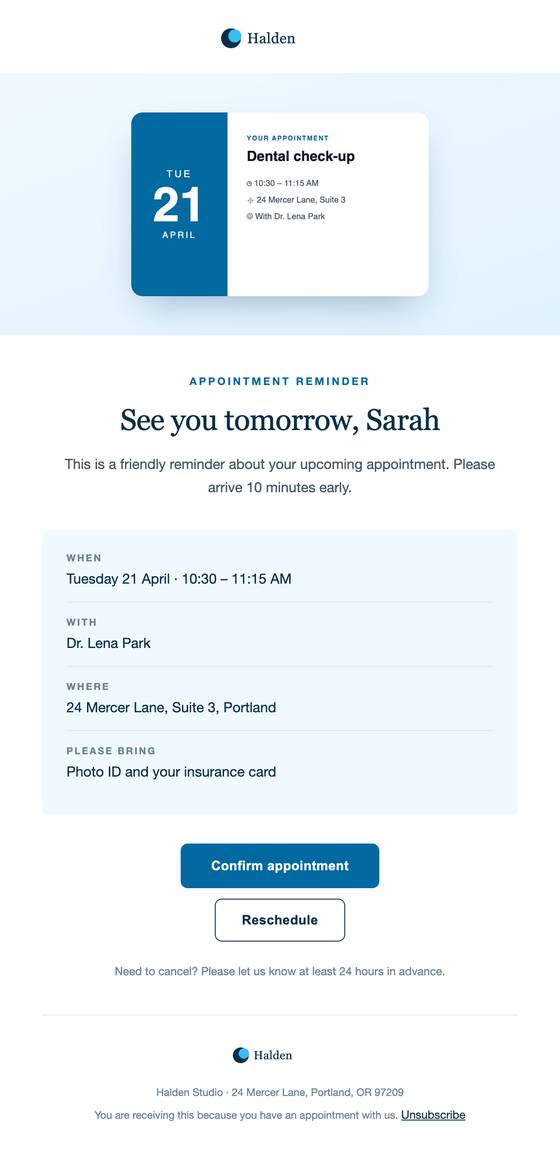 Halden
TUE
21
APRIL
YOUR APPOINTMENT
Dental check-up
10:30 – 11:15 AM
24 Mercer Lane, Suite 3
With Dr. Lena Park
APPOINTMENT REMINDER
See you tomorrow, Sarah
This is a friendly reminder about your upcoming appointment. Please
arrive 10 minutes early.
WHEN
Tuesday 21 April · 10:30 – 11:15 AM
WITH
Dr. Lena Park
WHERE
24 Mercer Lane, Suite 3, Portland
PLEASE BRING
Photo ID and your insurance card
Confirm appointment
Reschedule
Need to cancel? Please let us know at least 24 hours in advance.
Halden
Halden Studio · 24 Mercer Lane, Portland, OR 97209
You are receiving this because you have an appointment with us. Unsubscribe